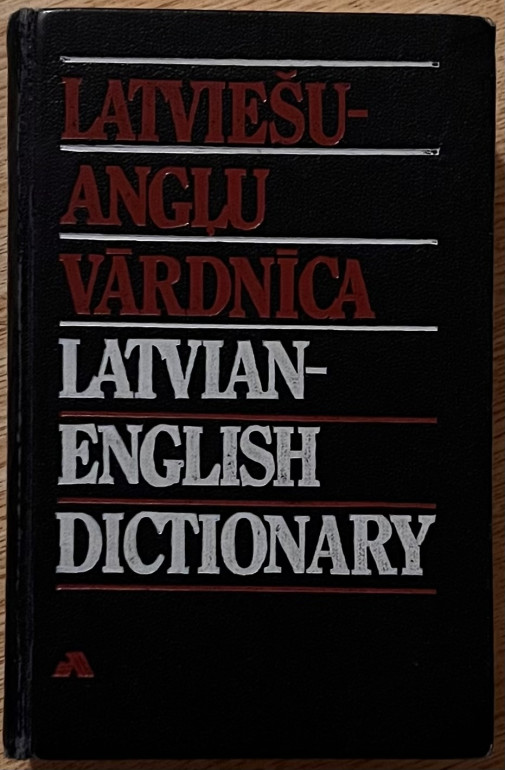 LATVIEŠU-
ANGĻU
VĀRDNĪCA
LATVIAN-
ENGLISH
DICTIONARY